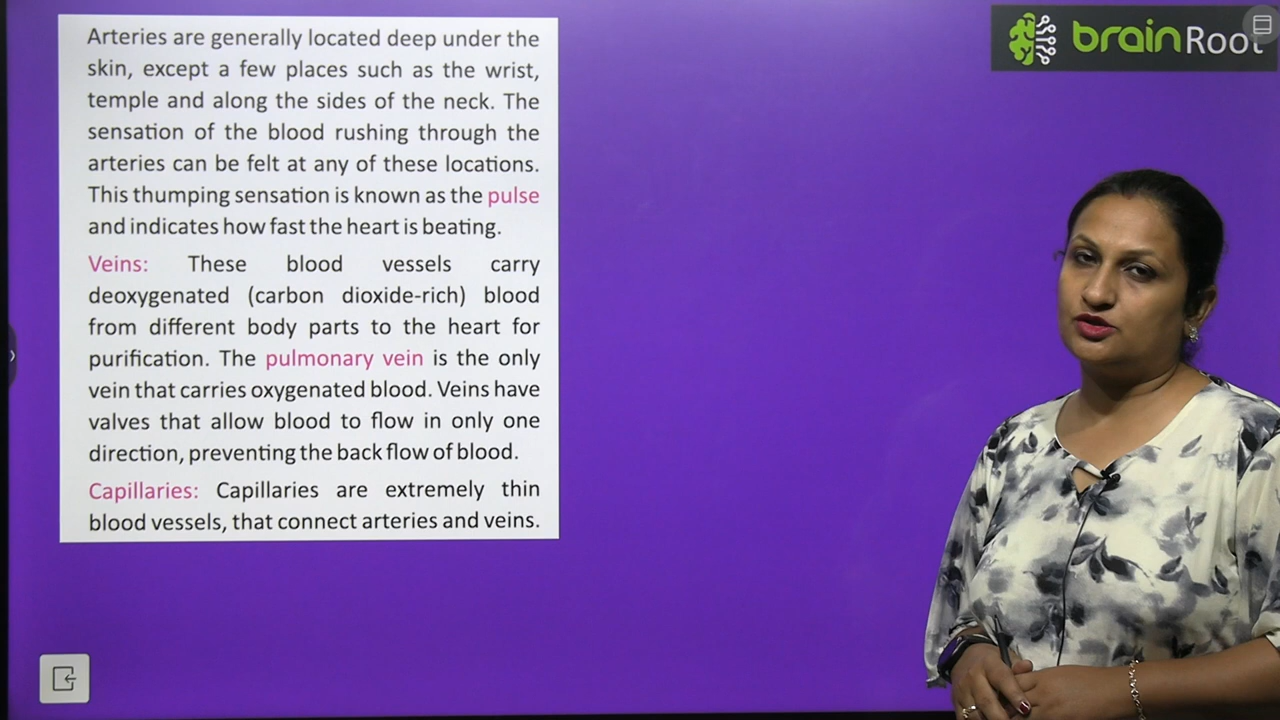 Arteries are generally located deep under the
skin, except a few places such as the wrist,
temple and along the sides of the neck. The
sensation of the blood rushing through the
arteries can be felt at any of these locations.
This thumping sensation is known as the pulse
and indicates how fast the heart is beating.
Veins: These blood vessels carry
deoxygenated (carbon dioxide-rich) blood
from different body parts to the heart for
purification. The pulmonary vein is the only
vein that carries oxygenated blood. Veins have
valves that allow blood to flow in only one
direction, preventing the back flow of blood.
Capillaries: Capillaries are extremely thin
blood vessels, that connect arteries and veins.
brainRoot